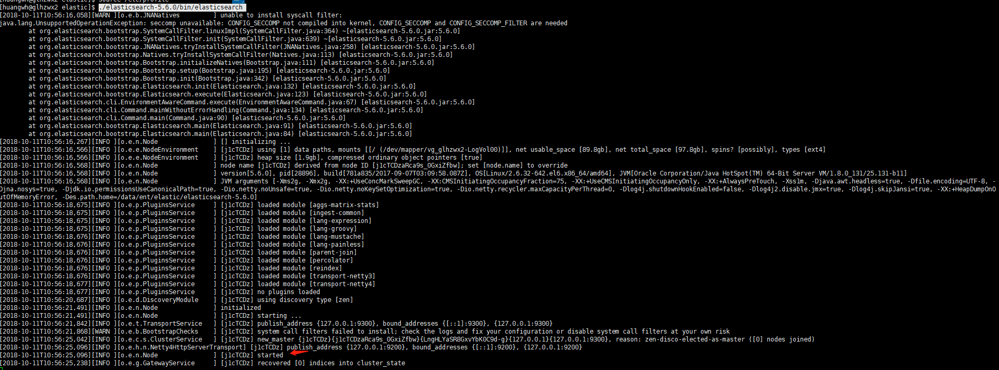 [huangwh@glhzwx2 elastic]$ source /etc/profile
[huangwh@glhzwx2 elastic]$ ./elasticsearch-5.6.0/bin/elasticsearch
[2018-10-11T10:56:16,058][WARN ][o.e.b.JNANatives         ] unable to install syscall filter:
java.lang.UnsupportedOperationException: seccomp unavailable: CONFIG_SECCOMP not compiled into kernel, CONFIG_SECCOMP and CONFIG_SECCOMP_FILTER are needed
at org.elasticsearch.bootstrap.SystemCallFilter.linuxImpl(SystemCallFilter.java:364) ~[elasticsearch-5.6.0.jar:5.6.0]
at org.elasticsearch.bootstrap.SystemCallFilter.init(SystemCallFilter.java:639) ~[elasticsearch-5.6.0.jar:5.6.0]
at org.elasticsearch.bootstrap.JNANatives.tryInstallSystemCallFilter(JNANatives.java:258) [elasticsearch-5.6.0.jar:5.6.0]
at org.elasticsearch.bootstrap.Natives.tryInstallSystemCallFilter(Natives.java:113) [elasticsearch-5.6.0.jar:5.6.0]
at org.elasticsearch.bootstrap.Bootstrap.initializeNatives(Bootstrap.java:111) [elasticsearch-5.6.0.jar:5.6.0]
at org.elasticsearch.bootstrap.Bootstrap.setup(Bootstrap.java:195) [elasticsearch-5.6.0.jar:5.6.0]
at org.elasticsearch.bootstrap.Bootstrap.init(Bootstrap.java:342) [elasticsearch-5.6.0.jar:5.6.0]
at org.elasticsearch.bootstrap.Elasticsearch.init(Elasticsearch.java:132) [elasticsearch-5.6.0.jar:5.6.0]
at org.elasticsearch.bootstrap.Elasticsearch.execute(Elasticsearch.java:123) [elasticsearch-5.6.0.jar:5.6.0]
at org.elasticsearch.cli.EnvironmentAwareCommand.execute(EnvironmentAwareCommand.java:67) [elasticsearch-5.6.0.jar:5.6.0]
at org.elasticsearch.cli.Command.mainWithoutErrorHandling(Command.java:134) [elasticsearch-5.6.0.jar:5.6.0]
at org.elasticsearch.cli.Command.main(Command.java:90) [elasticsearch-5.6.0.jar:5.6.0]
at org.elasticsearch.bootstrap.Elasticsearch.main(Elasticsearch.java:91) [elasticsearch-5.6.0.jar:5.6.0]
at org.elasticsearch.bootstrap.Elasticsearch.main(Elasticsearch.java:84) [elasticsearch-5.6.0.jar:5.6.0]
[2018-10-11T10:56:16,267][INFO ][o.e.n.Node               ] [] initializing ...
[2018-10-11T10:56:16,566][INFO ][o.e.e.NodeEnvironment    ] [j1cTCDz] using [1] data paths, mounts [[/ (/dev/mapper/vg_glhzwx2-LogVol00)]], net usable_space [89.8gb], net total_space [97.8gb], spins? [possibly], types [ext4]
[2018-10-11T10:56:16,566][INFO ][o.e.e.NodeEnvironment    ] [j1cTCDz] heap size [1.9gb], compressed ordinary object pointers [true]
[2018-10-11T10:56:16,568][INFO ][o.e.n.Node               ] node name [j1cTCDz] derived from node ID [j1cTCDzaRca9s_0GxiZfbw]; set [node.name] to override
[2018-10-11T10:56:16,568][INFO ][o.e.n.Node               ] version[5.6.0], pid[28896], build[781a835/2017-09-07T03:09:58.087Z], OS[Linux/2.6.32-642.el6.x86_64/amd64], JVM[Oracle Corporation/Java HotSpot(TM) 64-Bit Server VM/1.8.0_131/25.131-b11]
[2018-10-11T10:56:16,568][INFO ][o.e.n.Node               ] JVM arguments [-Xms2g, -Xmx2g, -XX:+UseConcMarkSweepGC, -XX:CMSInitiatingOccupancyFraction=75, -XX:+UseCMSInitiatingOccupancyOnly, -XX:+AlwaysPreTouch, -Xss1m, -Djava.awt.headless=true, -Dfile.encoding=UTF-8, -
Djna.nosys=true, -Djdk.io.permissionsUseCanonicalPath=true, -Dio.netty.noUnsafe=true, -Dio.netty.noKeySetOptimization=true, -Dio.netty.recycler.maxCapacityPerThread=0, -Dlog4j.shutdownHookEnabled=false, -Dlog4j2.disable.jmx=true, -Dlog4j.skipJansi=true, -XX:+HeapDumpOnO
utOfMemoryError, -Des.path.home=/data/ent/elastic/elasticsearch-5.6.0]
[2018-10-11T10:56:18,675][INFO ][o.e.p.PluginsService     ] [j1cTCDz] loaded module [aggs-matrix-stats]
[2018-10-11T10:56:18,675][INFO ][o.e.p.PluginsService     ] [j1cTCDz] loaded module [ingest-common]
[2018-10-11T10:56:18,675][INFO ][o.e.p.PluginsService     ] [j1cTCDz] loaded module [lang-expression]
[2018-10-11T10:56:18,675][INFO ][o.e.p.PluginsService     ] [j1cTCDz] loaded module [lang-groovy]
[2018-10-11T10:56:18,676][INFO ][o.e.p.PluginsService     ] [j1cTCDz] loaded module [lang-mustache]
[2018-10-11T10:56:18,676][INFO ][o.e.p.PluginsService     ] [j1cTCDz] loaded module [lang-painless]
[2018-10-11T10:56:18,676][INFO ][o.e.p.PluginsService     ] [j1cTCDz] loaded module [parent-join]
[2018-10-11T10:56:18,676][INFO ][o.e.p.PluginsService     ] [j1cTCDz] loaded module [percolator]
[2018-10-11T10:56:18,676][INFO ][o.e.p.PluginsService     ] [j1cTCDz] loaded module [reindex]
[2018-10-11T10:56:18,676][INFO ][o.e.p.PluginsService     ] [j1cTCDz] loaded module [transport-netty3]
[2018-10-11T10:56:18,677][INFO ][o.e.p.PluginsService     ] [j1cTCDz] loaded module [transport-netty4]
[2018-10-11T10:56:18,677][INFO ][o.e.p.PluginsService     ] [j1cTCDz] no plugins loaded
[2018-10-11T10:56:20,687][INFO ][o.e.d.DiscoveryModule    ] [j1cTCDz] using discovery type [zen]
[2018-10-11T10:56:21,491][INFO ][o.e.n.Node               ] initialized
[2018-10-11T10:56:21,491][INFO ][o.e.n.Node               ] [j1cTCDz] starting ...
[2018-10-11T10:56:21,842][INFO ][o.e.t.TransportService   ] [j1cTCDz] publish_address {127.0.0.1:9300}, bound_addresses {[::1]:9300}, {127.0.0.1:9300}
[2018-10-11T10:56:21,868][WARN ][o.e.b.BootstrapChecks    ] [j1cTCDz] system call filters failed to install; check the logs and fix your configuration or disable system call filters at your own risk
[2018-10-11T10:56:25,042][INFO ][o.e.c.s.ClusterService   ] [j1cTCDz] new_master {j1cTCDz}{j1cTCDzaRca9s_0GxiZfbw}{LngHLYaSR8GxvYbK0C9d-g}{127.0.0.1}{127.0.0.1:9300}, reason: zen-disco-elected-as-master ([0] nodes joined)
[2018-10-11T10:56:25,096][INFO ][o.e.h.n.Netty4HttpServerTransport] [j1cTCDz] publish_address {127.0.0.1:9200}, bound_addresses {[::1]:9200}, {127.0.0.1:9200}
[2018-10-11T10:56:25,096][INFO ][o.e.n.Node               ] [j1cTCDz] started
[2018-10-11T10:56:25,238][INFO ][o.e.g.GatewayService     ] [j1cTCDz] recovered [0] indices into cluster_state